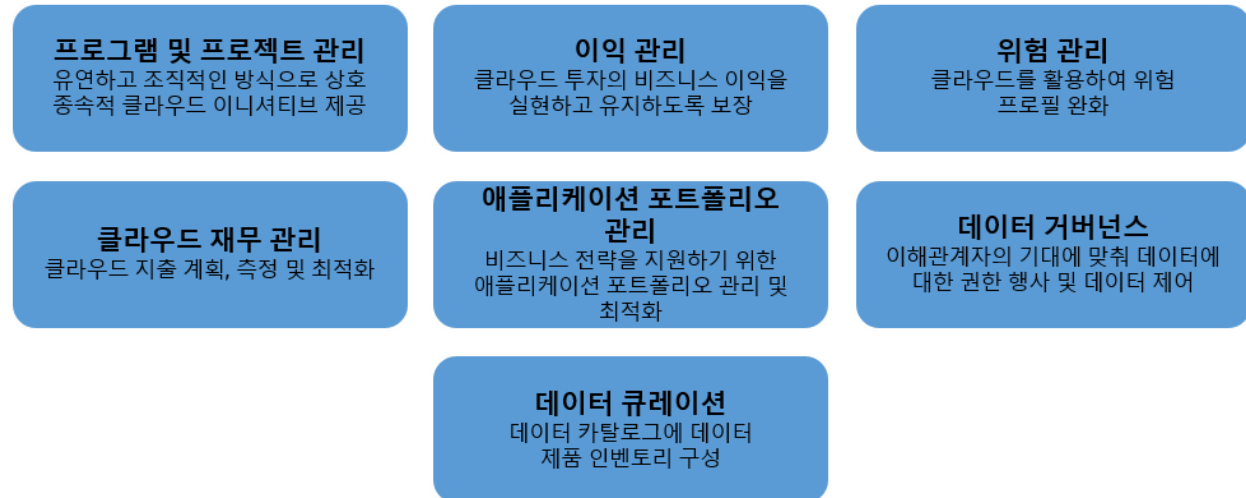 프로그램 및 프로젝트 관리
유연하고 조직적인 방식으로 상호
종속적 클라우드 이니셔티브 제공
이익 관리
클라우드 투자의 비즈니스 이익을
실현하고 유지하도록 보장
위험 관리
클라우드를 활용하여 위험
프로필 완화
클라우드 재무 관리
클라우드 지출 계획, 측정 및 최적화
애플리케이션 포트폴리오
관리
비즈니스 전략을 지원하기 위한
애플리케이션 포트폴리오 관리 및
최적화
데이터 거버넌스
이해관계자의 기대에 맞춰 데이터에
대한 권한 행사 및 데이터 제어
데이터 큐레이션
데이터 카탈로그에 데이터
제품 인벤토리 구성